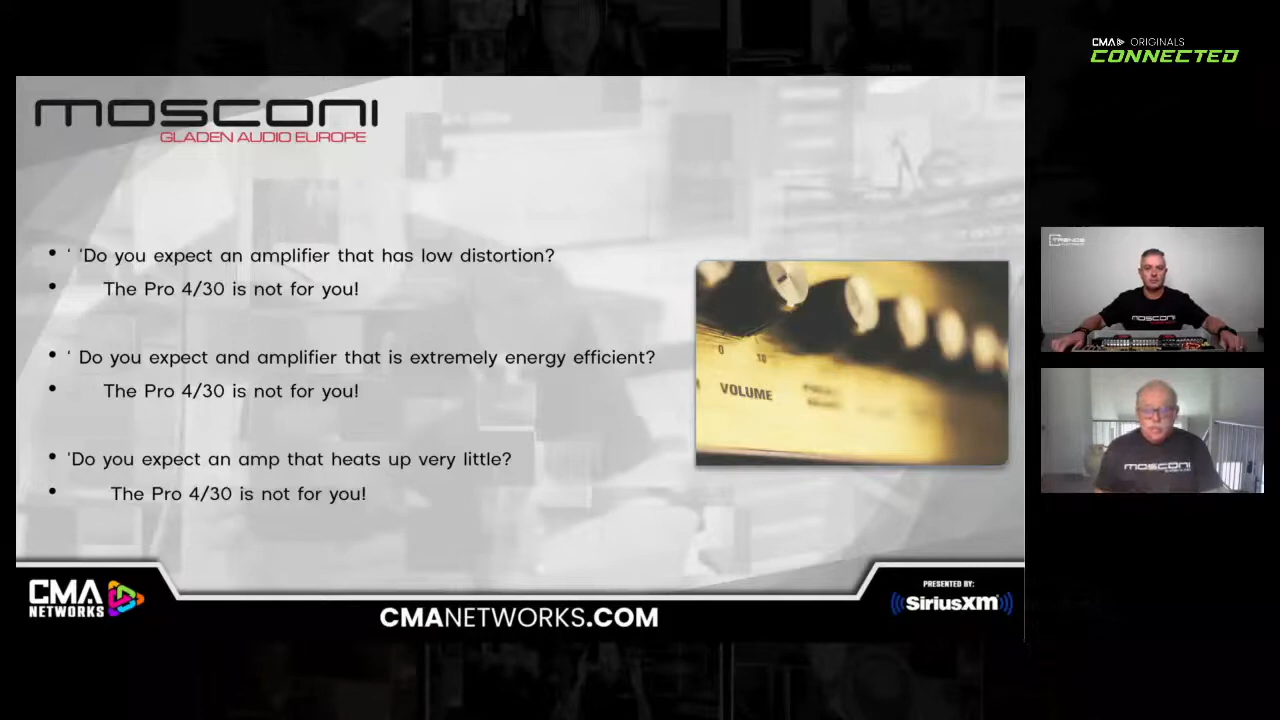 CMA ORIGINALS
CONNECTED
MOSCONI
GLADEN AUDIO EUROPE
• ' 'Do you expect an amplifier that has low distortion?
• The Pro 4/30 is not for you!
• ' Do you expect and amplifier that is extremely energy efficient?
• The Pro 4/30 is not for you!
• 'Do you expect an amp that heats up very little?
• The Pro 4/30 is not for you!
0 10
VOLUME
TRENDS
MOSCONI
MOSCONI
CMA
NETWORKS
CMANETWORKS.COM
PRESENTED BY:
SiriusXM